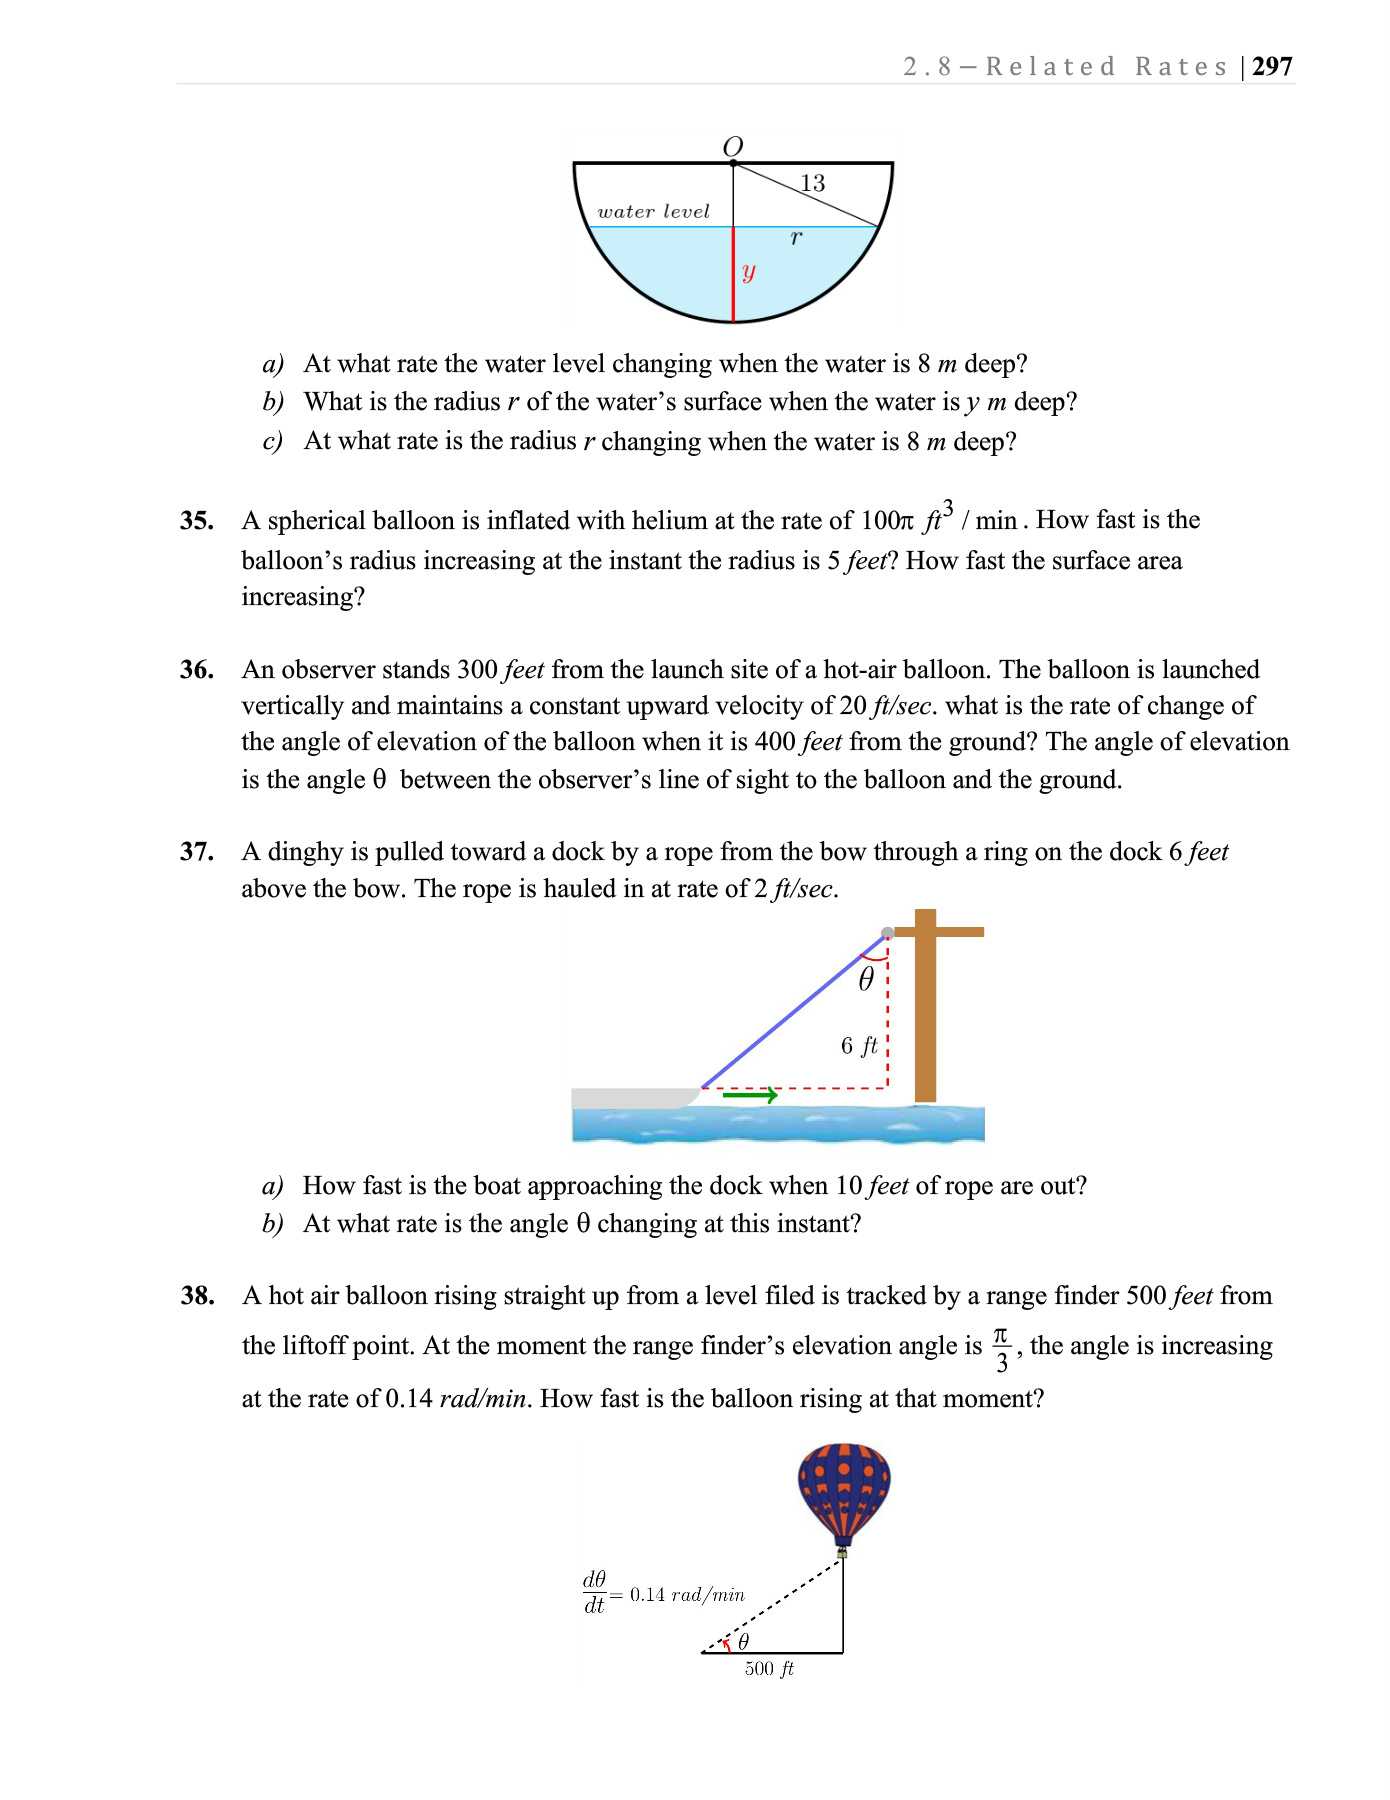 2.8 – Related Rates | 297
O
13
water level
r
y
a) At what rate the water level changing when the water is 8 m deep?
b) What is the radius r of the water’s surface when the water is y m deep?
c) At what rate is the radius r changing when the water is 8 m deep?
35. A spherical balloon is inflated with helium at the rate of 100π ft³ / min . How fast is the
balloon’s radius increasing at the instant the radius is 5 feet? How fast the surface area
increasing?
36. An observer stands 300 feet from the launch site of a hot-air balloon. The balloon is launched
vertically and maintains a constant upward velocity of 20 ft/sec. what is the rate of change of
the angle of elevation of the balloon when it is 400 feet from the ground? The angle of elevation
is the angle θ between the observer’s line of sight to the balloon and the ground.
37. A dinghy is pulled toward a dock by a rope from the bow through a ring on the dock 6 feet
above the bow. The rope is hauled in at rate of 2 ft/sec.
θ
6 ft
a) How fast is the boat approaching the dock when 10 feet of rope are out?
b) At what rate is the angle θ changing at this instant?
38. A hot air balloon rising straight up from a level filed is tracked by a range finder 500 feet from
the liftoff point. At the moment the range finder’s elevation angle is π/3 , the angle is increasing
at the rate of 0.14 rad/min. How fast is the balloon rising at that moment?
dθ/dt = 0.14 rad/min
θ
500 ft